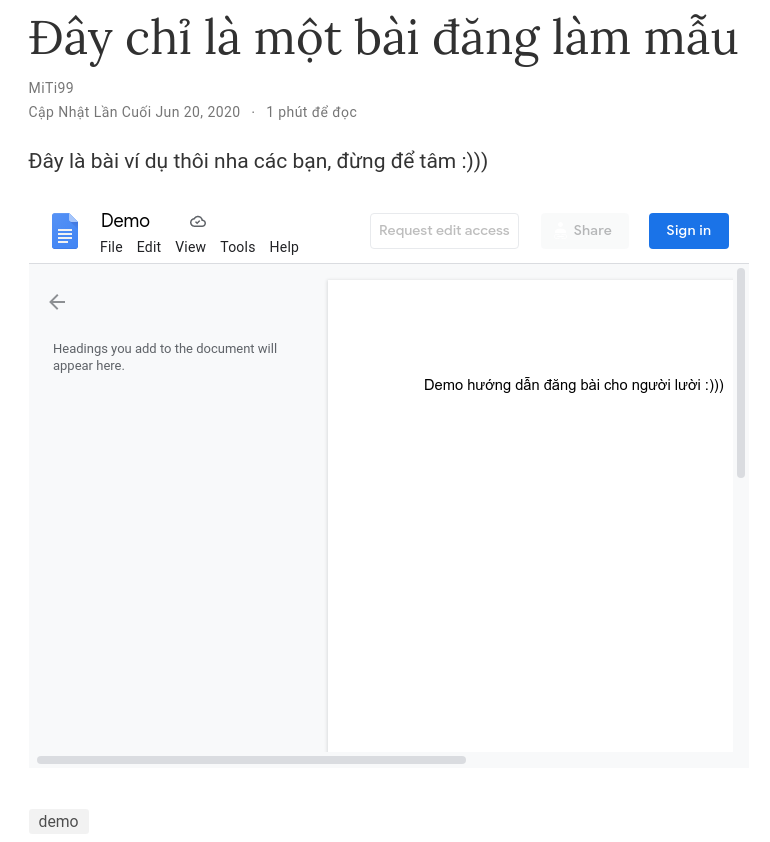 Đây chỉ là một bài đăng làm mẫu
MiTi99
Cập Nhật Lần Cuối Jun 20, 2020 · 1 phút để đọc
Đây là bài ví dụ thôi nha các bạn, đừng để tâm :)))
Demo
File Edit View Tools Help
Request edit access
Share
Sign in
Headings you add to the document will
appear here.
Demo hướng dẫn đăng bài cho người lười :)))
demo